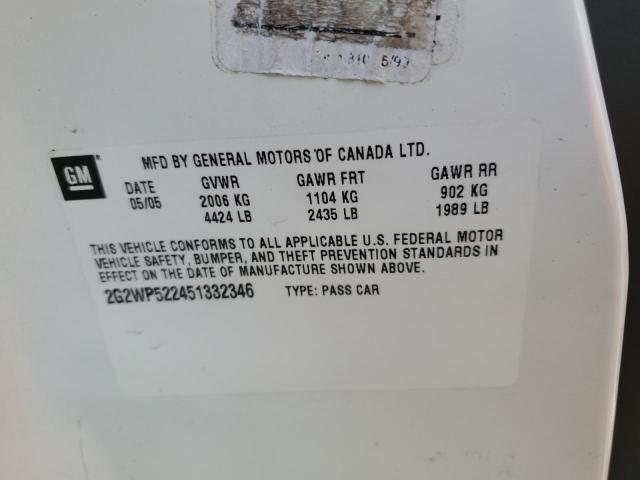 5/99
GM
MFD BY GENERAL MOTORS OF CANADA LTD.
DATE GVWR GAWR FRT GAWR RR
05/05 2006 KG 1104 KG 902 KG
4424 LB 2435 LB 1989 LB
THIS VEHICLE CONFORMS TO ALL APPLICABLE U.S. FEDERAL MOTOR
VEHICLE SAFETY, BUMPER, AND THEFT PREVENTION STANDARDS IN
EFFECT ON THE DATE OF MANUFACTURE SHOWN ABOVE.
2G2WP522451332346 TYPE: PASS CAR